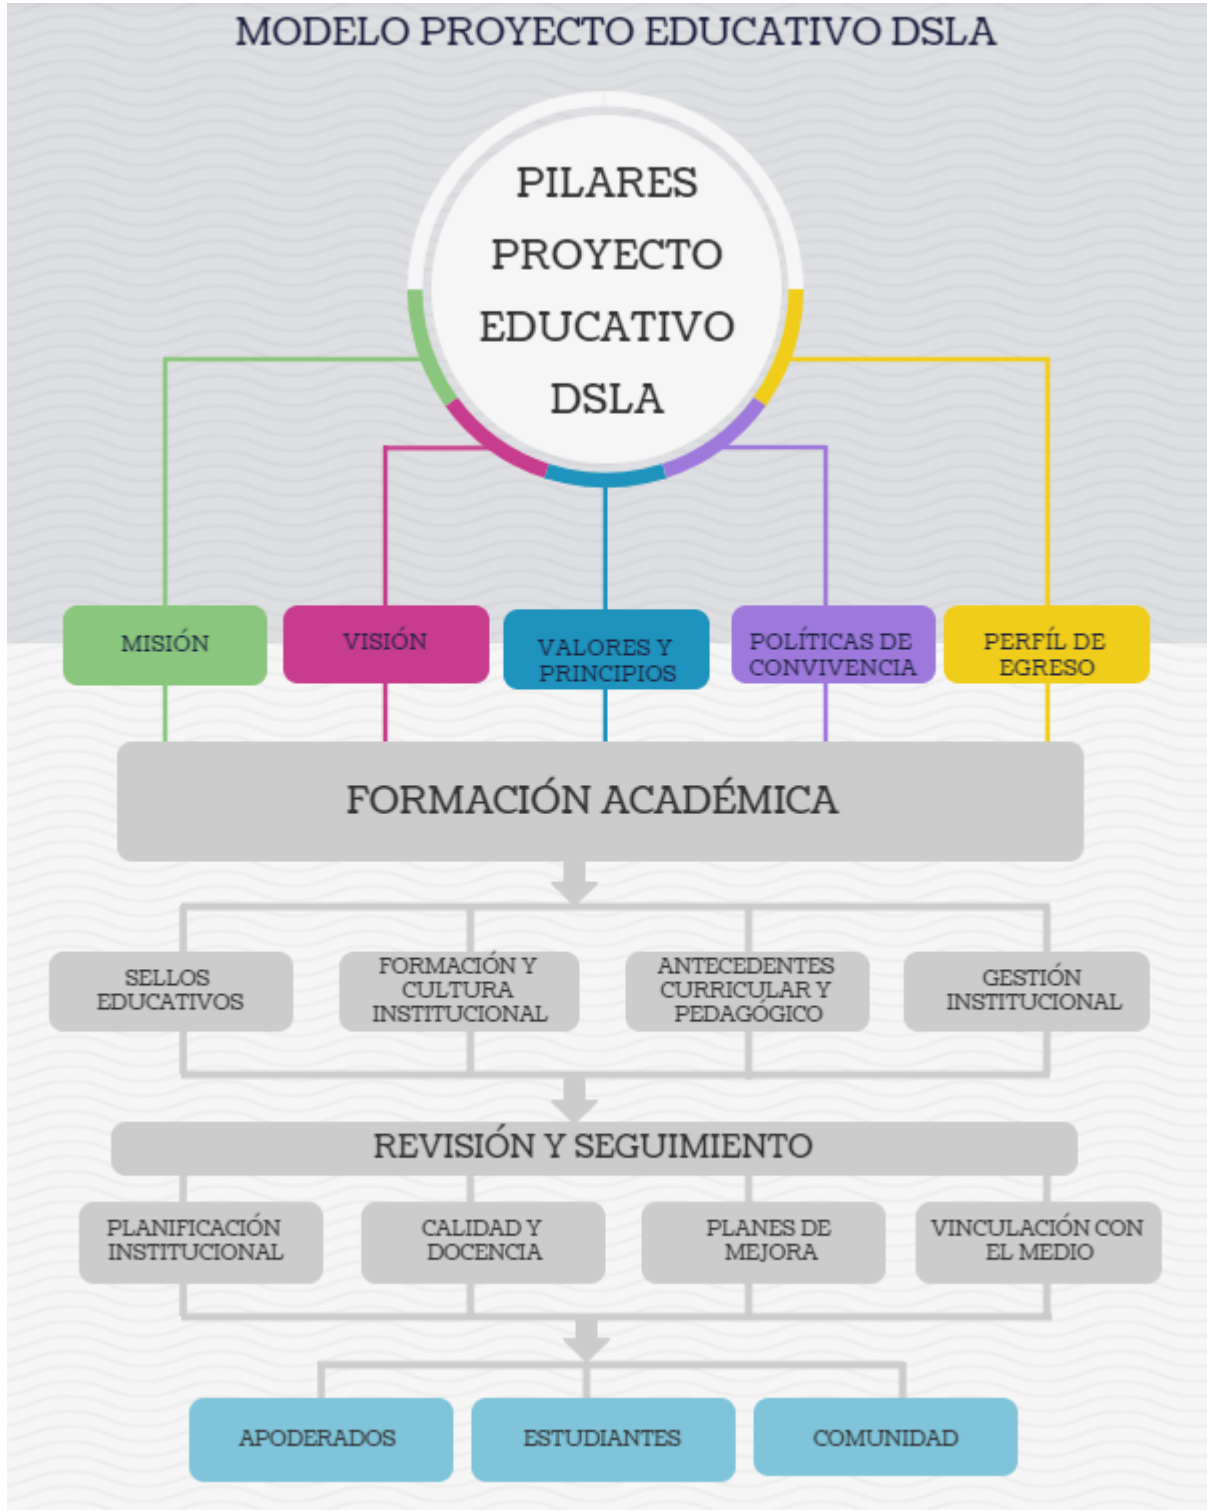 MODELO PROYECTO EDUCATIVO DSLA
PILARES
PROYECTO
EDUCATIVO
DSLA
MISIÓN
VISIÓN
VALORES Y
PRINCIPIOS
POLÍTICAS DE
CONVIVENCIA
PERFÍL DE
EGRESO
FORMACIÓN ACADÉMICA
SELLOS
EDUCATIVOS
FORMACIÓN Y
CULTURA
INSTITUCIONAL
ANTECEDENTES
CURRICULAR Y
PEDAGÓGICO
GESTIÓN
INSTITUCIONAL
REVISIÓN Y SEGUIMIENTO
PLANIFICACIÓN
INSTITUCIONAL
CALIDAD Y
DOCENCIA
PLANES DE
MEJORA
VINCULACIÓN CON
EL MEDIO
APODERADOS
ESTUDIANTES
COMUNIDAD